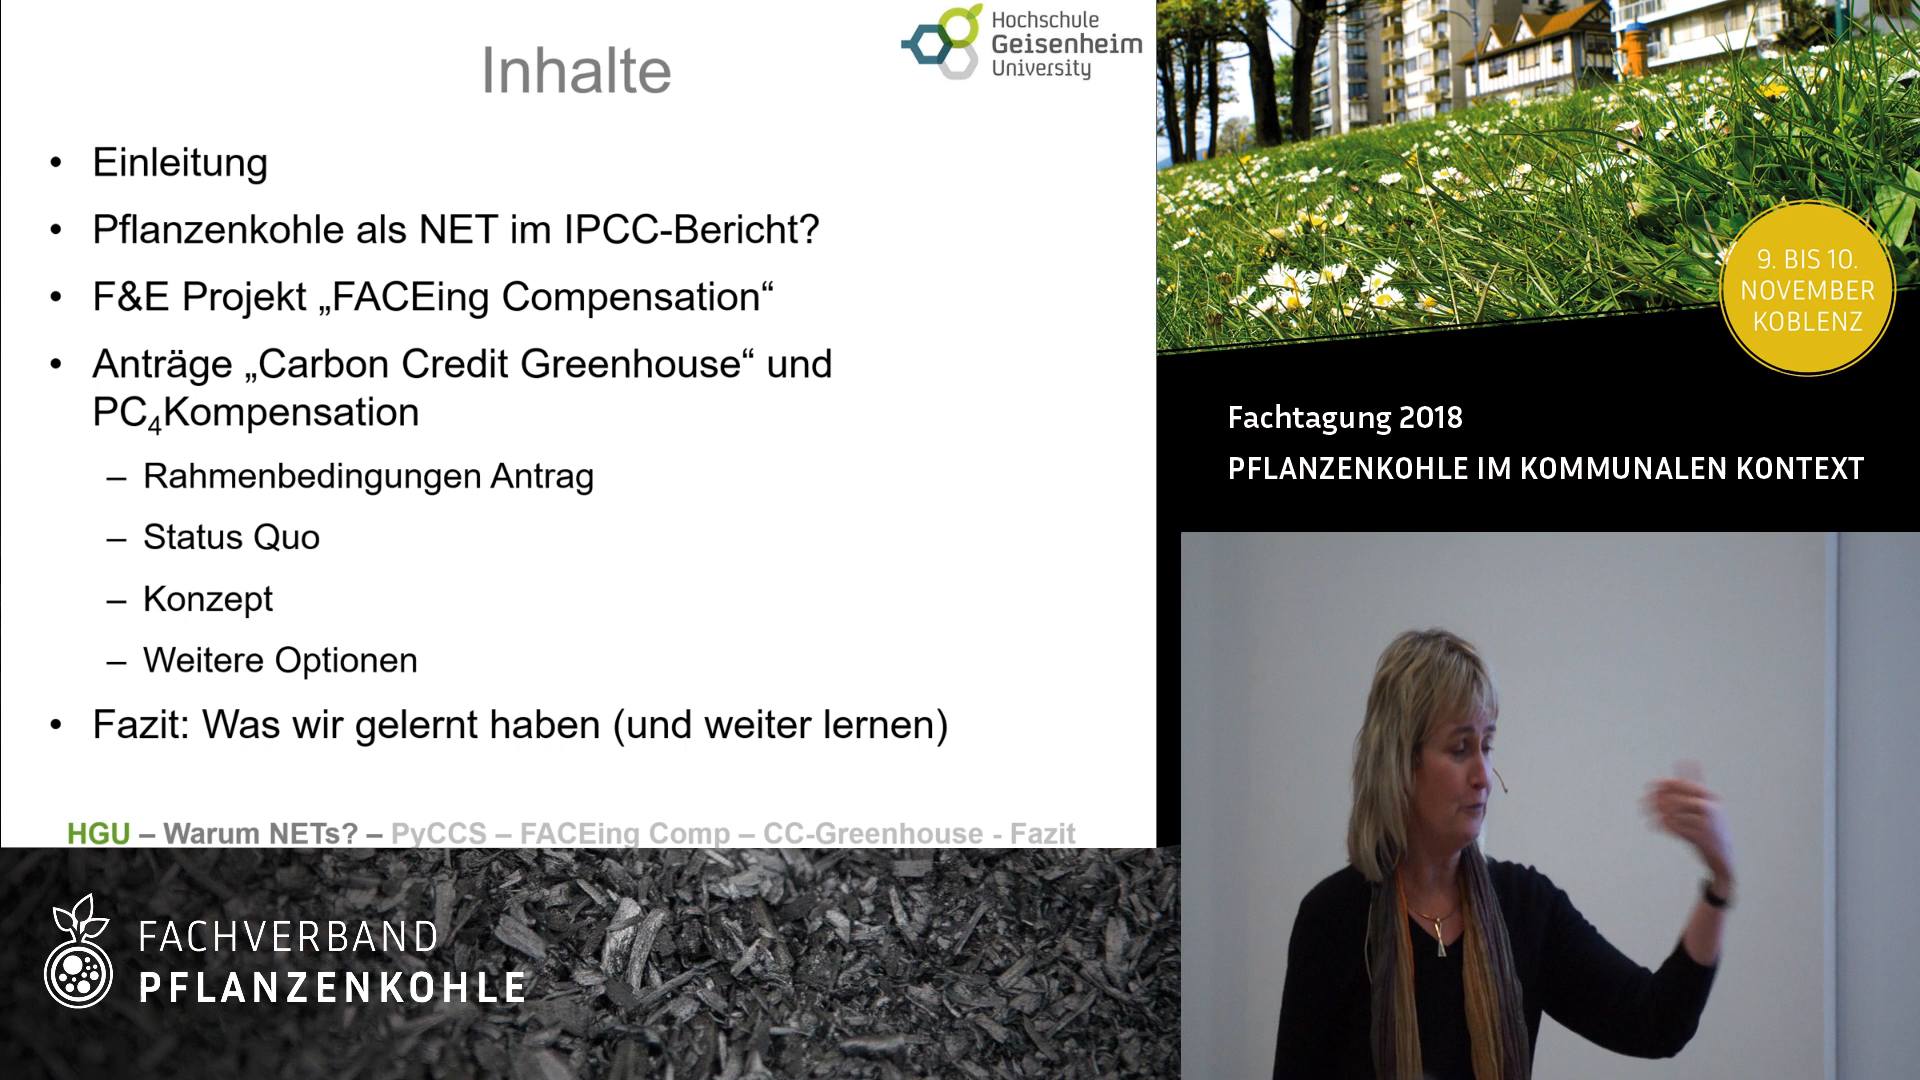 Inhalte
Hochschule
Geisenheim
University
• Einleitung
• Pflanzenkohle als NET im IPCC-Bericht?
• F&E Projekt „FACEing Compensation“
• Anträge „Carbon Credit Greenhouse“ und
PC₄Kompensation
– Rahmenbedingungen Antrag
– Status Quo
– Konzept
– Weitere Optionen
• Fazit: Was wir gelernt haben (und weiter lernen)
HGU – Warum NETs? – PyCCS – FACEing Comp – CC-Greenhouse - Fazit
FACHVERBAND
PFLANZENKOHLE
9. BIS 10.
NOVEMBER
KOBLENZ
Fachtagung 2018
PFLANZENKOHLE IM KOMMUNALEN KONTEXT